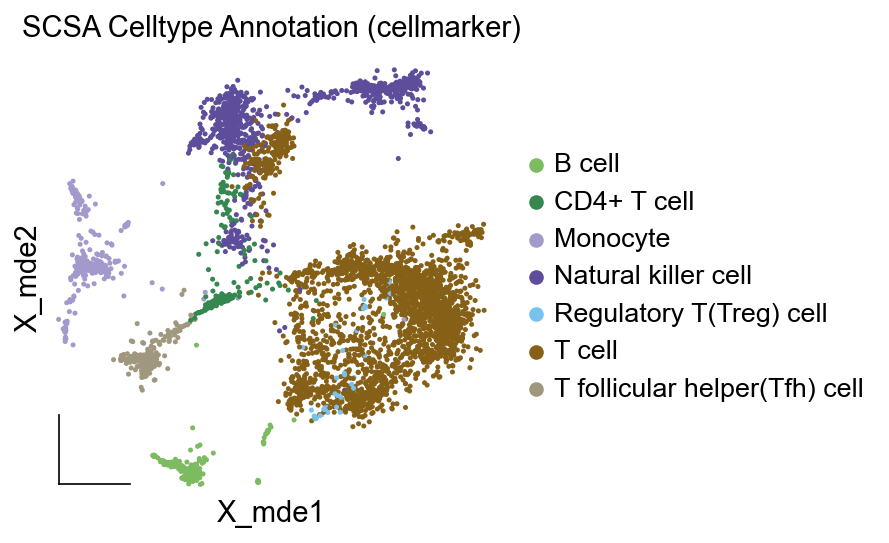 SCSA Celltype Annotation (cellmarker)
B cell
CD4+ T cell
Monocyte
Natural killer cell
Regulatory T(Treg) cell
T cell
T follicular helper(Tfh) cell
X_mde2
X_mde1